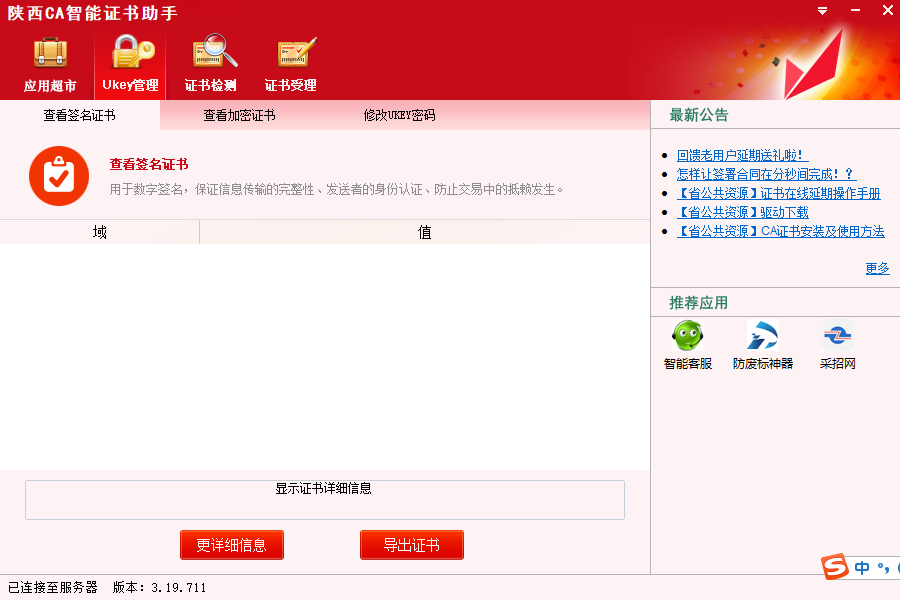 陕西CA智能证书助手
应用超市 Ukey管理 证书检测 证书受理
查看签名证书 查看加密证书 修改UKEY密码
查看签名证书
用于数字签名，保证信息传输的完整性、发送者的身份认证、防止交易中的抵赖发生。
域 值
显示证书详细信息
更详细信息 导出证书
最新公告
回馈老用户延期送礼啦！
怎样让签署合同在分秒间完成！？
【省公共资源】证书在线延期操作手册
【省公共资源】驱动下载
【省公共资源】CA证书安装及使用方法
更多
推荐应用
智能客服 防废标神器 采招网
已连接至服务器 版本：3.19.711
S 中 °，